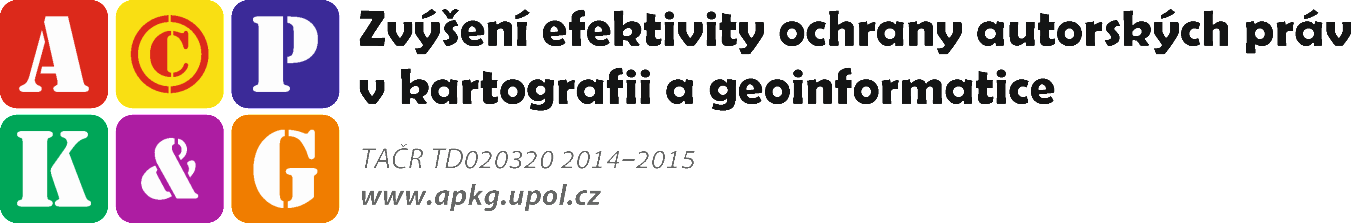 A © P
K & G
Zvýšení efektivity ochrany autorských práv
v kartografii a geoinformatice
TAČR TD020320 2014–2015
www.apkg.upol.cz